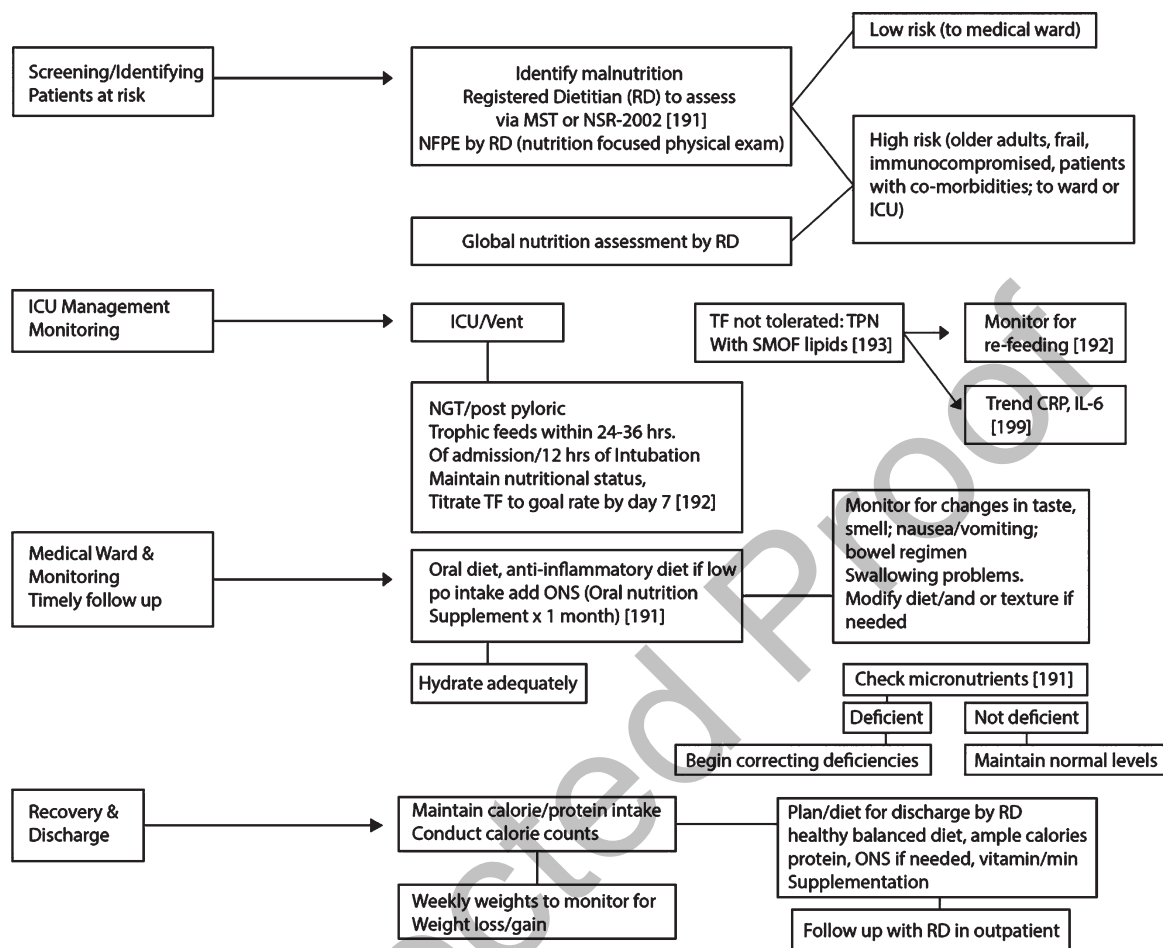 Screening/Identifying
Patients at risk
Identify malnutrition
Registered Dietitian (RD) to assess
via MST or NSR-2002 [191]
NFPE by RD (nutrition focused physical exam)
Low risk (to medical ward)
High risk (older adults, frail,
immunocompromised, patients
with co-morbidities; to ward or
ICU)
Global nutrition assessment by RD
ICU Management
Monitoring
ICU/Vent
TF not tolerated: TPN
With SMOF lipids [193]
Monitor for
re-feeding [192]
Trend CRP, IL-6
[199]
NGT/post pyloric
Trophic feeds within 24-36 hrs.
Of admission/12 hrs of Intubation
Maintain nutritional status,
Titrate TF to goal rate by day 7 [192]
Medical Ward &
Monitoring
Timely follow up
Oral diet, anti-inflammatory diet if low
po intake add ONS (Oral nutrition
Supplement x 1 month) [191]
Monitor for changes in taste,
smell; nausea/vomiting;
bowel regimen
Swallowing problems.
Modify diet/and or texture if
needed
Hydrate adequately
Check micronutrients [191]
Deficient
Not deficient
Begin correcting deficiencies
Maintain normal levels
Recovery &
Discharge
Maintain calorie/protein intake
Conduct calorie counts
Plan/diet for discharge by RD
healthy balanced diet, ample calories
protein, ONS if needed, vitamin/min
Supplementation
Weekly weights to monitor for
Weight loss/gain
Follow up with RD in outpatient
cted Proof